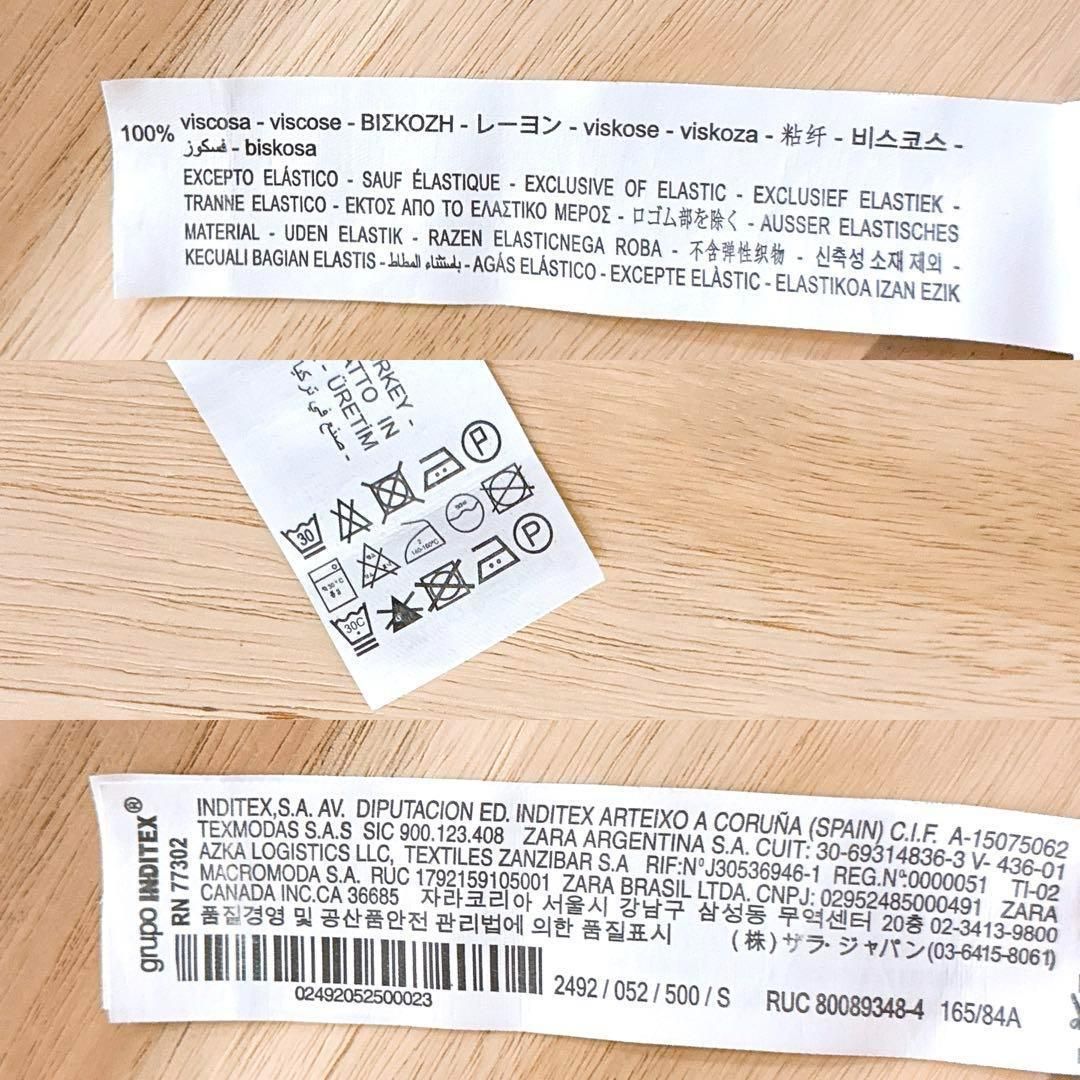 100% viscosa - viscose - ΒΙΣΚΟΖΗ - レーヨン - viskose - viskoza - 粘纤 - 비스코스 -
فسكوز - biskosa
EXCEPTO ELÁSTICO - SAUF ÉLASTIQUE - EXCLUSIVE OF ELASTIC - EXCLUSIEF ELASTIEK -
TRANNE ELASTICO - ΕΚΤΟΣ ΑΠΟ ΤΟ ΕΛΑΣΤΙΚΟ ΜΕΡΟΣ - ロゴム部を除く - AUSSER ELASTISCHES
MATERIAL - UDEN ELASTIK - RAZEN ELASTICNEGA ROBA - 不含弹性织物 - 신축성 소재 제외 -
KECUALI BAGIAN ELASTIS - باستثناء المطاط - AGÁS ELÁSTICO - EXCEPTE ELÀSTIC - ELASTIKOA IZAN EZIK
RKEY -
ATTO IN
- ÜRETİM
- صنع في تركيا
30
P
2
140-160°C
P
30C
grupo INDITEX®
RN 77302
INDITEX,S.A. AV. DIPUTACION ED. INDITEX ARTEIXO A CORUÑA (SPAIN) C.I.F. A-15075062
TEXMODAS S.A.S SIC 900.123.408 ZARA ARGENTINA S.A. CUIT: 30-69314836-3 V- 436-01
AZKA LOGISTICS LLC, TEXTILES ZANZIBAR S.A RIF:Nº J30536946-1 REG.Nº:0000051 TI-02
MACROMODA S.A. RUC 1792159105001 ZARA BRASIL LTDA. CNPJ: 02952485000491 ZARA
CANADA INC.CA 36685 자라코리아 서울시 강남구 삼성동 무역센터 20층 02-3413-9800
품질경영 및 공산품안전 관리법에 의한 품질표시 (株)ザラ・ジャパン(03-6415-8061)
02492052500023
2492 / 052 / 500 / S RUC 80089348-4 165/84A